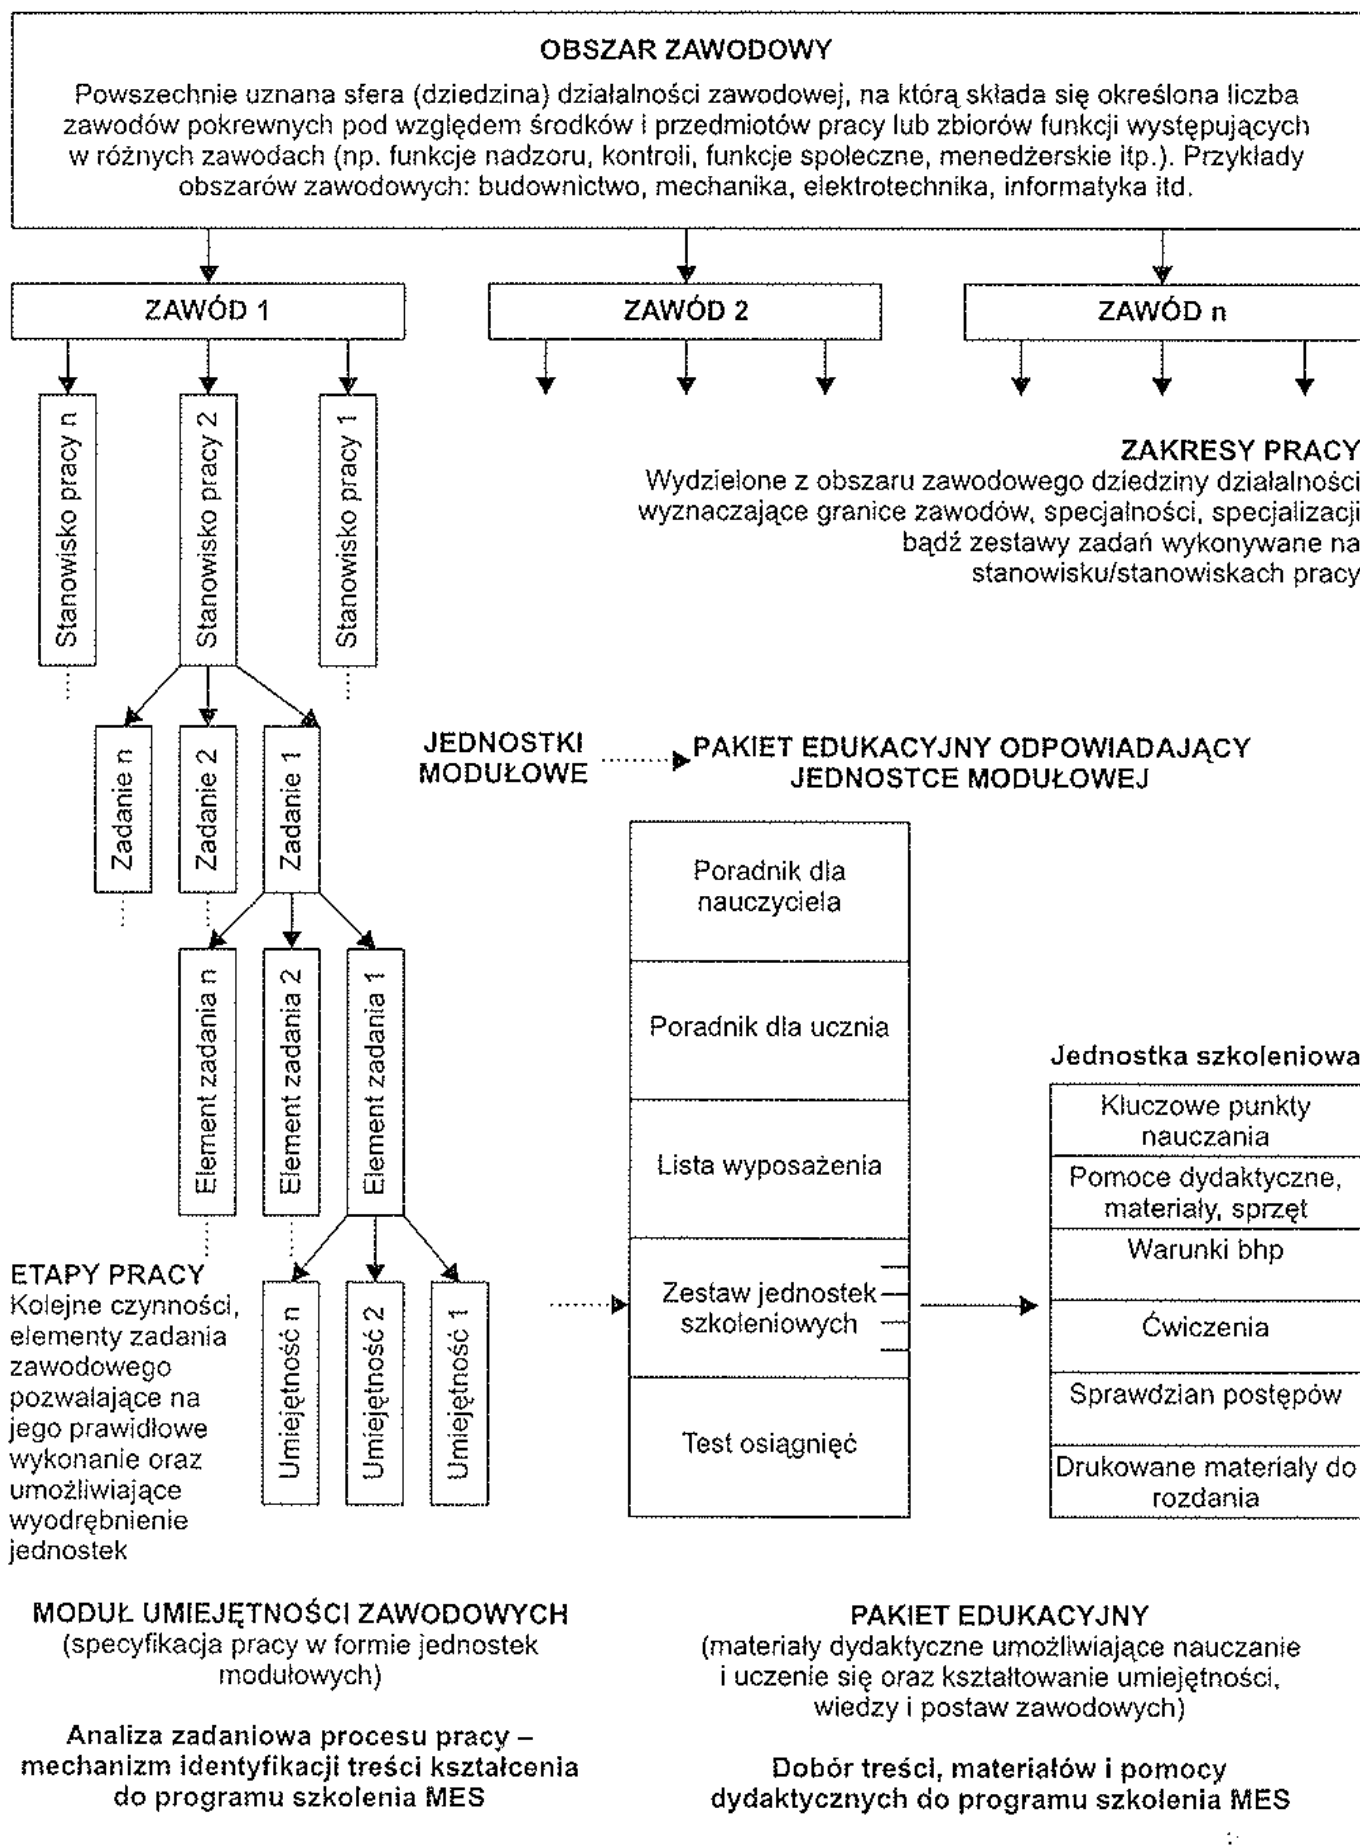 OBSZAR ZAWODOWY
Powszechnie uznana sfera (dziedzina) działalności zawodowej, na którą składa się określona liczba
zawodów pokrewnych pod względem środków i przedmiotów pracy lub zbiorów funkcji występujących
w różnych zawodach (np. funkcje nadzoru, kontroli, funkcje społeczne, menedżerskie itp.). Przykłady
obszarów zawodowych: budownictwo, mechanika, elektrotechnika, informatyka itd.
ZAWÓD 1
ZAWÓD 2
ZAWÓD n
Stanowisko pracy n
Stanowisko pracy 2
Stanowisko pracy 1
ZAKRESY PRACY
Wydzielone z obszaru zawodowego dziedziny działalności
wyznaczające granice zawodów, specjalności, specjalizacji
bądź zestawy zadań wykonywane na
stanowisku/stanowiskach pracy
Zadanie n
Zadanie 2
Zadanie 1
JEDNOSTKI
MODUŁOWE
PAKIET EDUKACYJNY ODPOWIADAJĄCY
JEDNOSTCE MODUŁOWEJ
Element zadania n
Element zadania 2
Element zadania 1
Poradnik dla
nauczyciela
Poradnik dla ucznia
Lista wyposażenia
Zestaw jednostek
szkoleniowych
Test osiągnięć
Jednostka szkoleniowa
Kluczowe punkty
nauczania
Pomoce dydaktyczne,
materiały, sprzęt
Warunki bhp
Ćwiczenia
Sprawdzian postępów
Drukowane materiały do
rozdania
ETAPY PRACY
Kolejne czynności,
elementy zadania
zawodowego
pozwalające na
jego prawidłowe
wykonanie oraz
umożliwiające
wyodrębnienie
jednostek
Umiejętność n
Umiejętność 2
Umiejętność 1
MODUŁ UMIEJĘTNOŚCI ZAWODOWYCH
(specyfikacja pracy w formie jednostek
modułowych)
Analiza zadaniowa procesu pracy –
mechanizm identyfikacji treści kształcenia
do programu szkolenia MES
PAKIET EDUKACYJNY
(materiały dydaktyczne umożliwiające nauczanie
i uczenie się oraz kształtowanie umiejętności,
wiedzy i postaw zawodowych)
Dobór treści, materiałów i pomocy
dydaktycznych do programu szkolenia MES